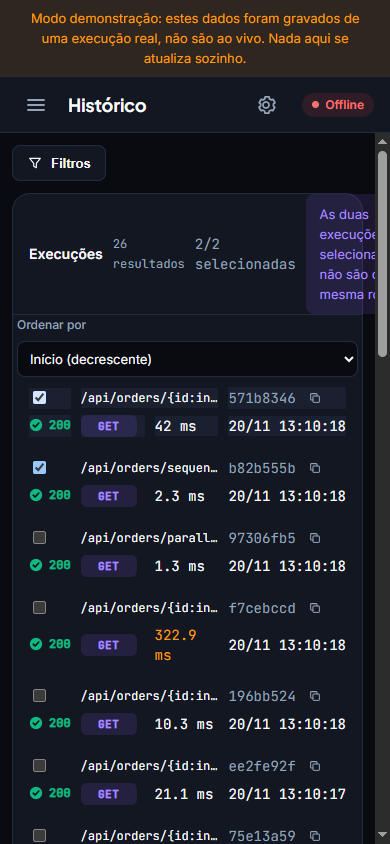 Modo demonstração: estes dados foram gravados de
uma execução real, não são ao vivo. Nada aqui se
atualiza sozinho.
Histórico
Offline
Filtros
Execuções
26
resultados
2/2
selecionadas
As duas
não são
Ordenar por
Início (decrescente)
/api/orders/{id:in…
571b8346
200
GET
42 ms
20/11 13:10:18
/api/orders/sequen…
b82b555b
200
GET
2.3 ms
20/11 13:10:18
/api/orders/parall…
97306fb5
200
GET
1.3 ms
20/11 13:10:18
/api/orders/{id:in…
f7cebccd
200
GET
322.9
ms
20/11 13:10:18
/api/orders/{id:in…
196bb524
200
GET
10.3 ms
20/11 13:10:18
/api/orders/{id:in…
ee2fe92f
200
GET
21.1 ms
20/11 13:10:17
/api/orders/{id:in…
75e13a59